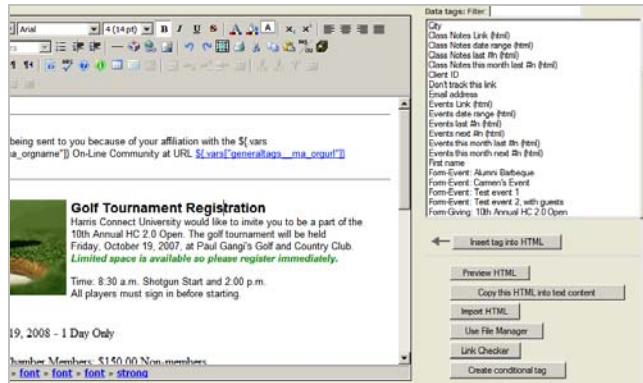 Arial
4 (14 pt)
B I U S
Data tags: Filter:
City
Class Notes Link (html)
Class Notes date range (html)
Class Notes last #n (html)
Class Notes this month last #n (html)
Client ID
Don't track this link
Email address
Events Link (html)
Events date range (html)
Events last #n (html)
Events next #n (html)
Events this month last #n (html)
Events this month next #n (html)
First name
Form-Event: Alumni Barbeque
Form-Event: Carmen's Event
Form-Event: Test event 1
Form-Event: Test event 2, with guests
Form-Giving: 10th Annual HC 2.0 Open
Insert tag into HTML
Preview HTML
Copy this HTML into text content
Import HTML
Use File Manager
Link Checker
Create conditional tag
being sent to you because of your affiliation with the ${ vars
a_orgname"]} On-Line Community at URL ${ vars["generaltags__ma_orgurl"]}
Golf Tournament Registration
Harris Connect University would like to invite you to be a part of the
10th Annual HC 2.0 Open. The golf tournament will be held
Friday, October 19, 2007, at Paul Gangi's Golf and Country Club.
Limited space is available so please register immediately.
Time: 8:30 a.m. Shotgun Start and 2:00 p.m.
All players must sign in before starting.
19, 2008 - 1 Day Only
Chamber Members: $150.00 Non-members
» font » font » font » strong